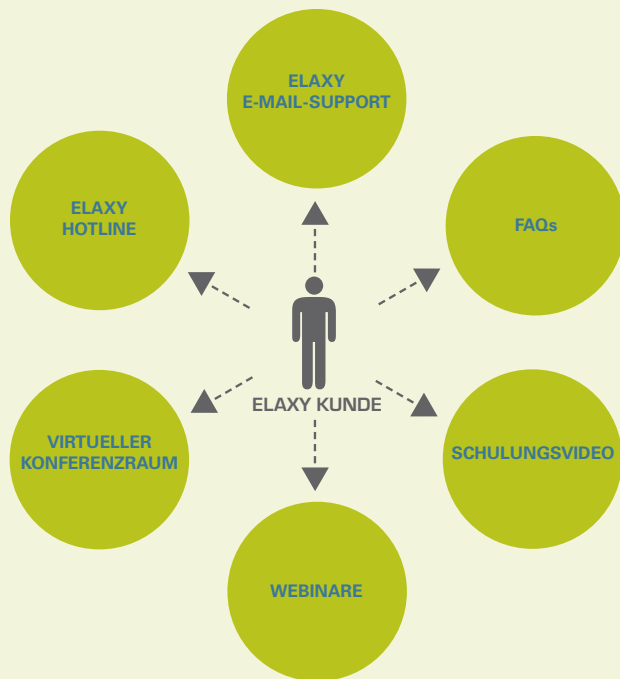 ELAXY
E-MAIL-SUPPORT
ELAXY
HOTLINE
FAQs
ELAXY KUNDE
VIRTUELLER
KONFERENZRAUM
SCHULUNGSVIDEO
WEBINARE